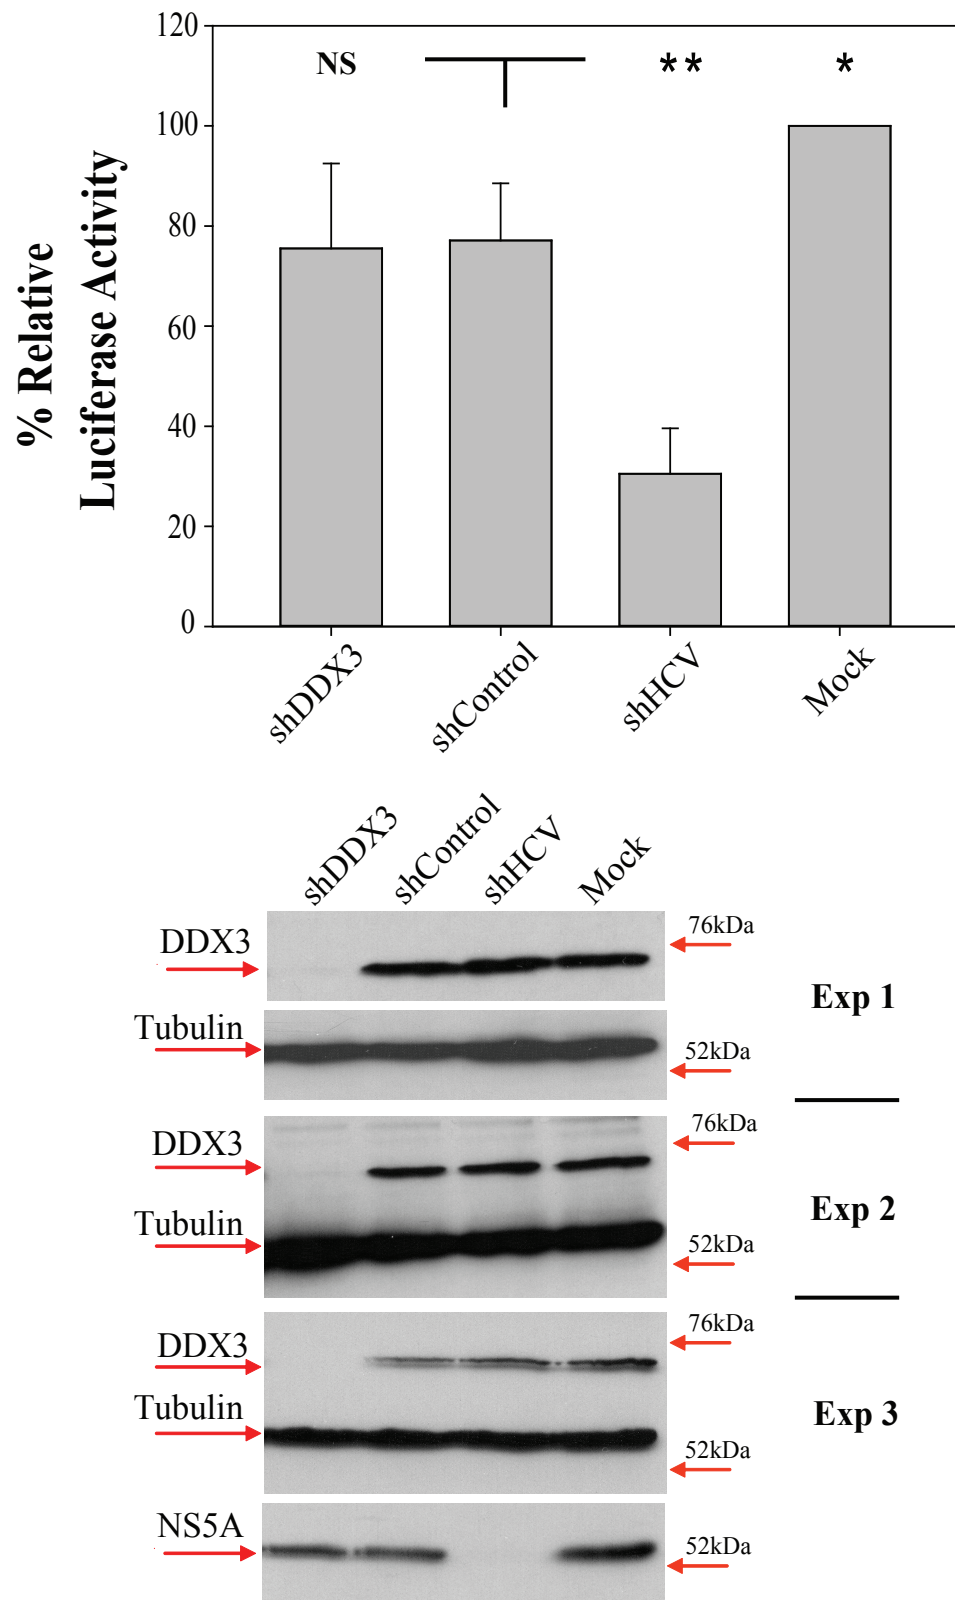 120
NS
**
*
100
80
60
40
20
0
% Relative
Luciferase Activity
shDDX3
shControl
shHCV
Mock
shDDX3
shControl
shHCV
Mock
DDX3
76kDa
Exp 1
Tubulin
52kDa
DDX3
76kDa
Exp 2
Tubulin
52kDa
DDX3
76kDa
Exp 3
Tubulin
52kDa
NS5A
52kDa